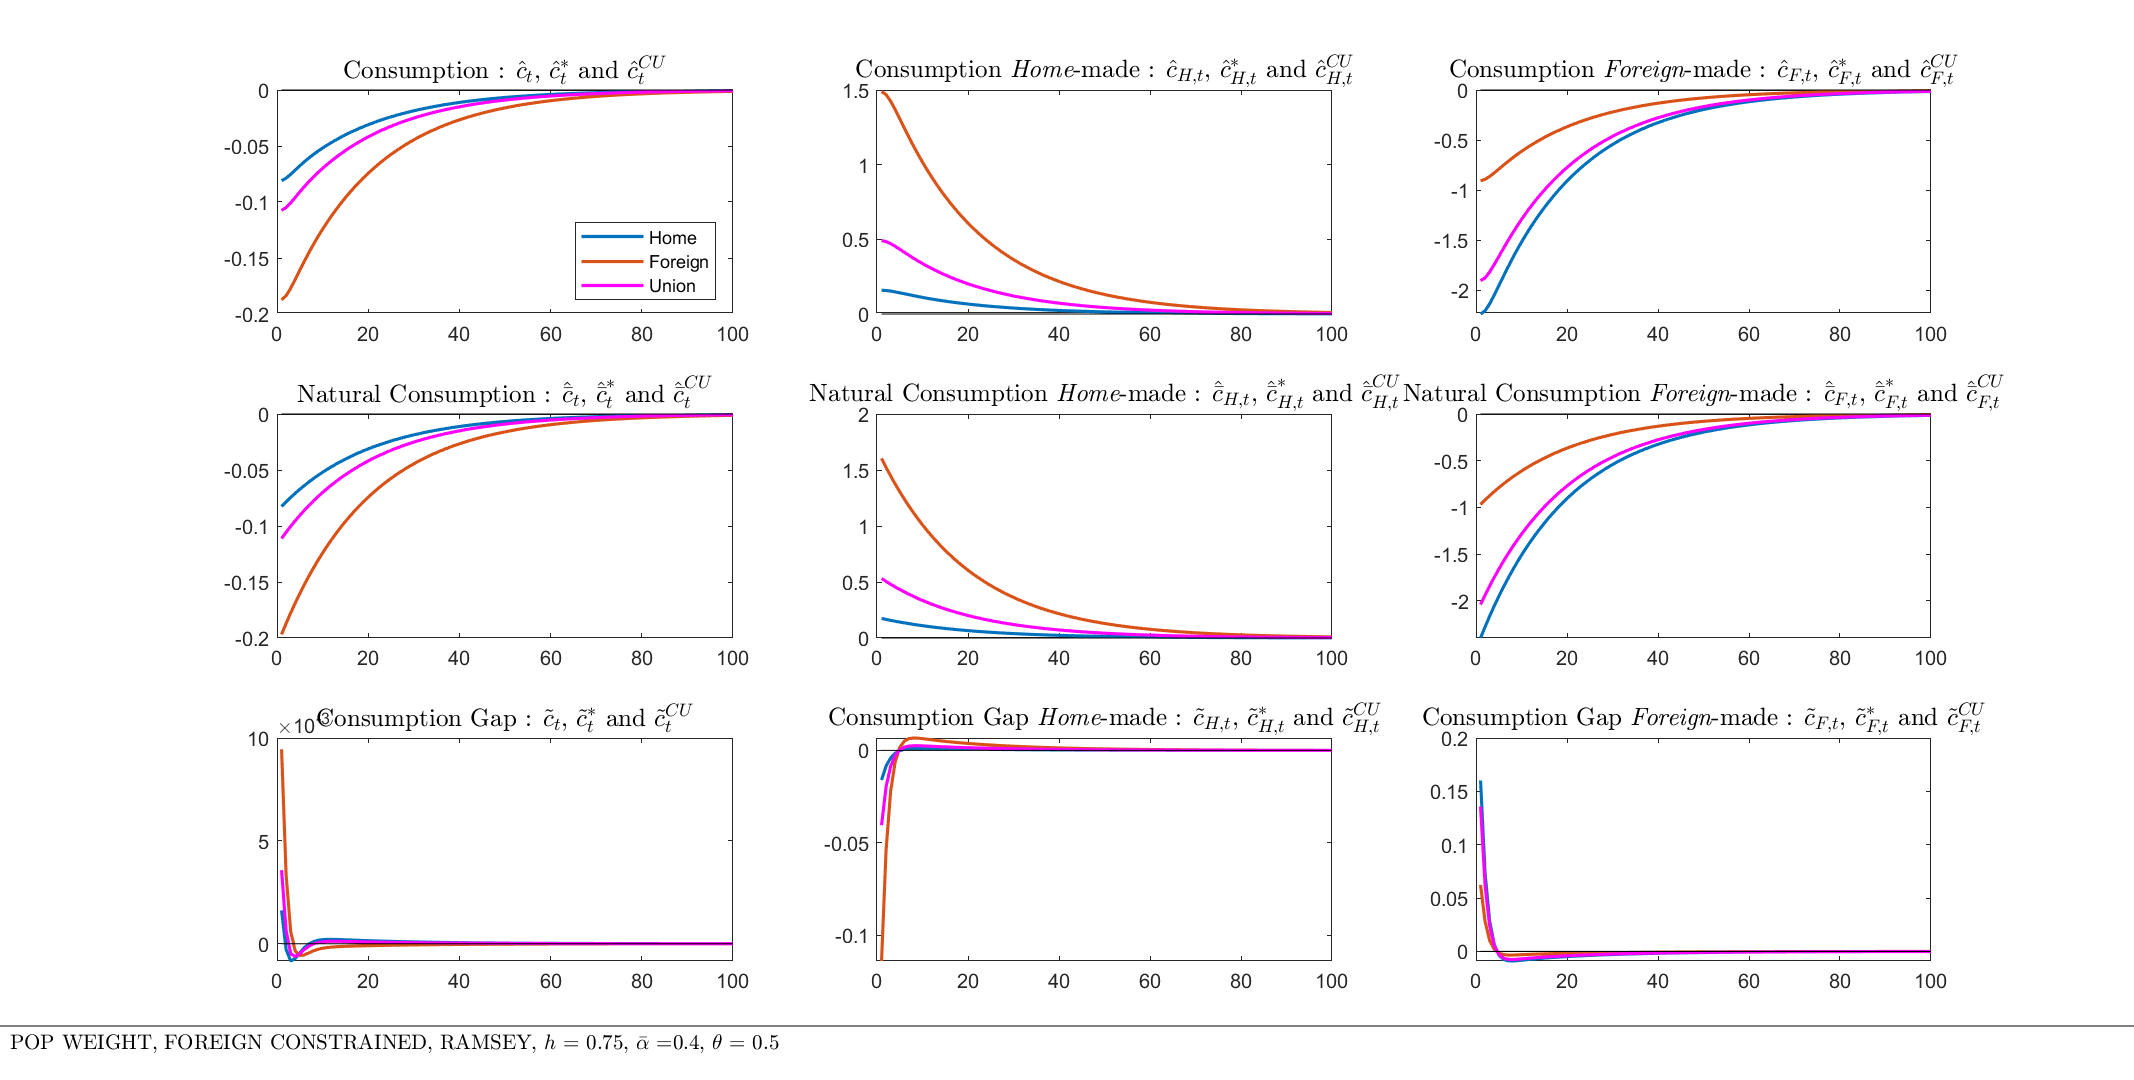 Consumption : ĉ_t, ĉ*_t and ĉ^CU_t
0
-0.05
-0.1
-0.15
-0.2
0 20 40 60 80 100
Home
Foreign
Union
Consumption Home-made : ĉ_H,t, ĉ*_H,t and ĉ^CU_H,t
1.5
1
0.5
0
0 20 40 60 80 100
Consumption Foreign-made : ĉ_F,t, ĉ*_F,t and ĉ^CU_F,t
0
-0.5
-1
-1.5
-2
0 20 40 60 80 100
Natural Consumption : ĉ̄_t, ĉ̄*_t and ĉ̄^CU_t
0
-0.05
-0.1
-0.15
-0.2
0 20 40 60 80 100
Natural Consumption Home-made : ĉ̄_H,t, ĉ̄*_H,t and ĉ̄^CU_H,t
2
1.5
1
0.5
0
0 20 40 60 80 100
Natural Consumption Foreign-made : ĉ̄_F,t, ĉ̄*_F,t and ĉ̄^CU_F,t
0
-0.5
-1
-1.5
-2
0 20 40 60 80 100
Consumption Gap : c̃_t, c̃*_t and c̃^CU_t
×10^-3
10
5
0
0 20 40 60 80 100
Consumption Gap Home-made : c̃_H,t, c̃*_H,t and c̃^CU_H,t
0
-0.05
-0.1
0 20 40 60 80 100
Consumption Gap Foreign-made : c̃_F,t, c̃*_F,t and c̃^CU_F,t
0.2
0.15
0.1
0.05
0
0 20 40 60 80 100
POP WEIGHT, FOREIGN CONSTRAINED, RAMSEY, h = 0.75, ᾱ =0.4, θ = 0.5